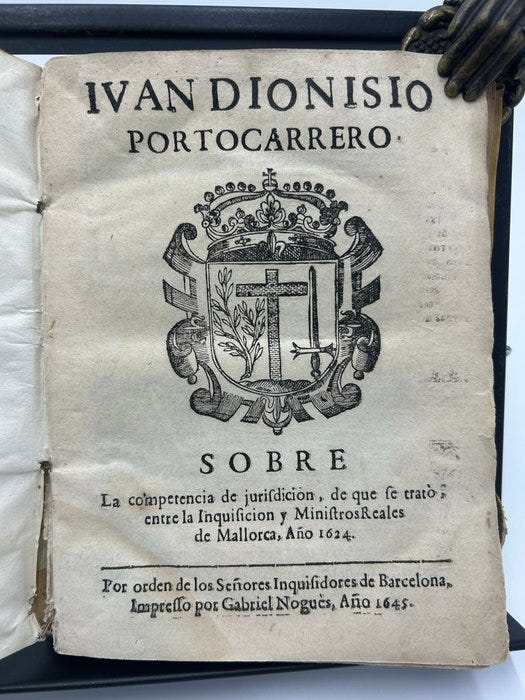 IVAN DIONISIO
PORTOCARRERO.
SOBRE
La competencia de jurisdicion, de que se tratò,
entre la Inquisicion y Ministros Reales
de Mallorca, Año 1624.
Por orden de los Señores Inquisidores de Barcelona,
Impresso por Gabriel Nogués, Año 1645.